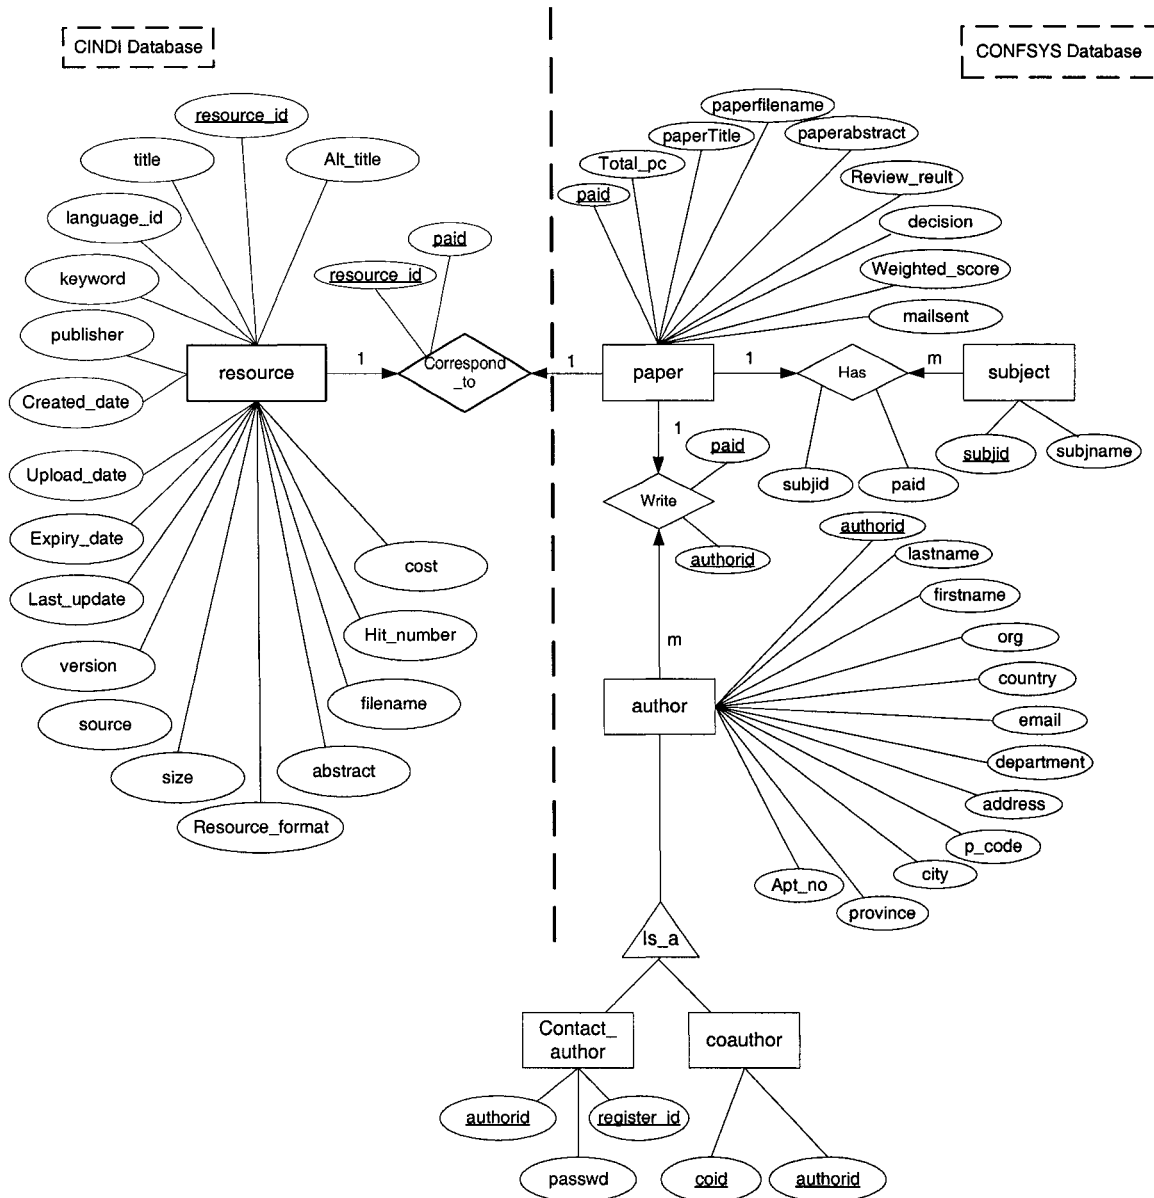 CINDI Database
CONFSYS Database
resource_id
title
Alt_title
language_id
keyword
publisher
Created_date
resource
Upload_date
Expiry_date
Last_update
version
source
size
Resource_format
abstract
filename
Hit_number
cost
1
resource_id
paid
Correspond
_to
1
paid
Total_pc
paperTitle
paperfilename
paperabstract
Review_reult
decision
Weighted_score
mailsent
paper
1
Has
m
subject
subjid
subjname
subjid
paid
1
paid
Write
authorid
m
author
authorid
lastname
firstname
org
country
email
department
address
p_code
city
province
Apt_no
Is_a
Contact_
author
coauthor
authorid
register_id
passwd
coid
authorid